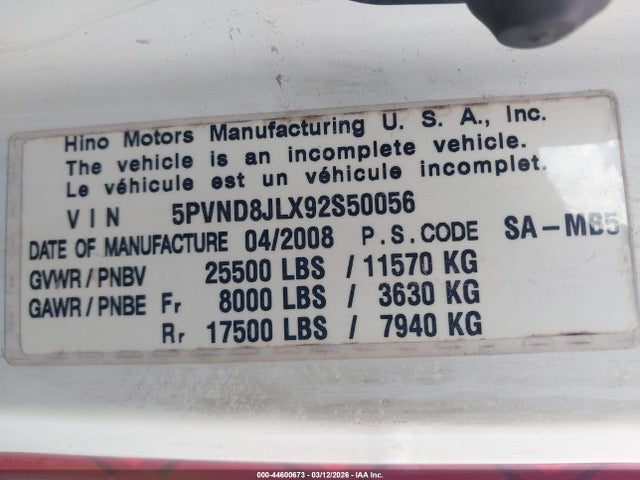 Hino Motors Manufacturing U. S. A., Inc.
The vehicle is an incomplete vehicle.
Le véhicule est un véhicule incomplet.
VIN 5PVND8JLX92S50056
DATE OF MANUFACTURE 04/2008 P.S.CODE SA-MB5
GVWR/PNBV 25500 LBS / 11570 KG
GAWR/PNBE Fr 8000 LBS / 3630 KG
Rr 17500 LBS / 7940 KG
000-44600673 - 03/12/2026 - IAA Inc.